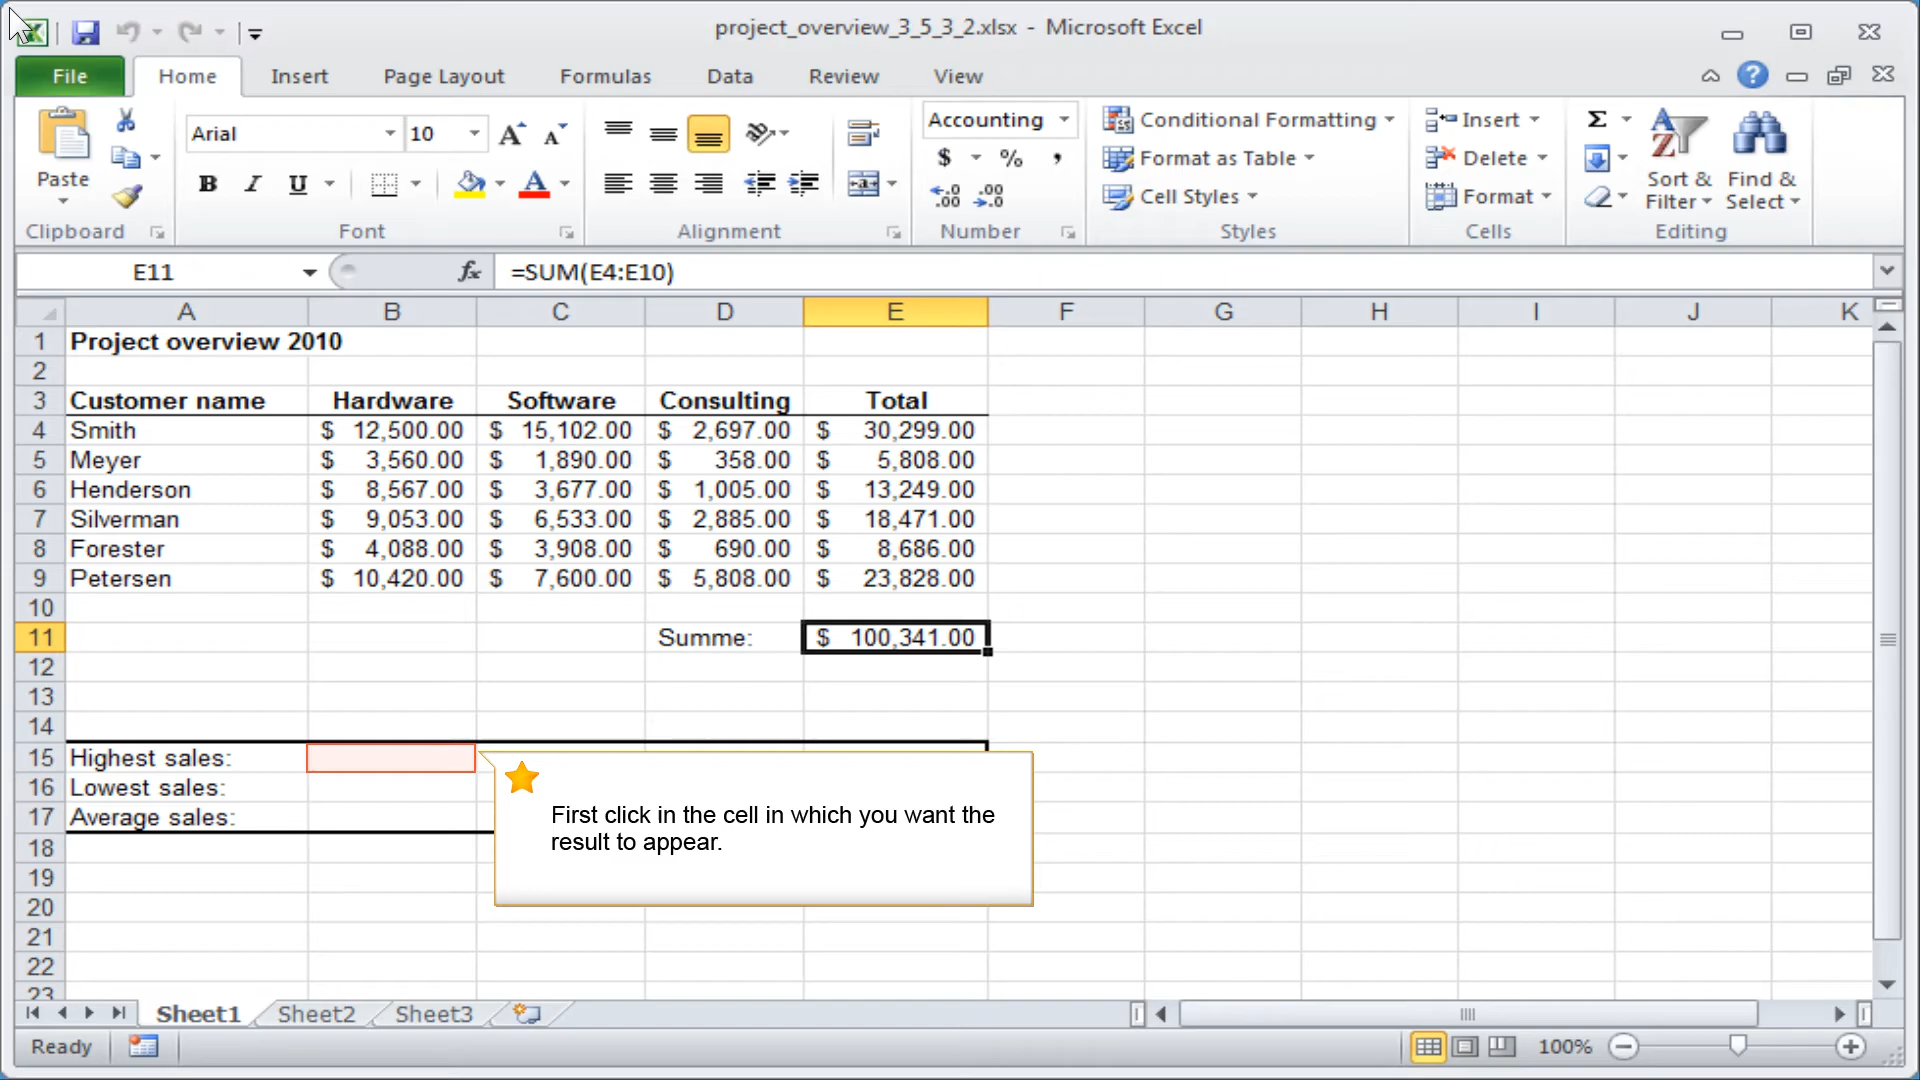 project_overview_3_5_3_2.xlsx - Microsoft Excel
File Home Insert Page Layout Formulas Data Review View
Paste
Clipboard
Arial 10
B I U A
Font
Alignment
Accounting
$ % ,
Number
Conditional Formatting
Format as Table
Cell Styles
Styles
Insert
Delete
Format
Cells
Σ
Sort & Filter
Find & Select
Editing
E11 fx =SUM(E4:E10)
A B C D E F G H I J K
1 Project overview 2010
2
3 Customer name Hardware Software Consulting Total
4 Smith $ 12,500.00 $ 15,102.00 $ 2,697.00 $ 30,299.00
5 Meyer $ 3,560.00 $ 1,890.00 $ 358.00 $ 5,808.00
6 Henderson $ 8,567.00 $ 3,677.00 $ 1,005.00 $ 13,249.00
7 Silverman $ 9,053.00 $ 6,533.00 $ 2,885.00 $ 18,471.00
8 Forester $ 4,088.00 $ 3,908.00 $ 690.00 $ 8,686.00
9 Petersen $ 10,420.00 $ 7,600.00 $ 5,808.00 $ 23,828.00
10
11 Summe: $ 100,341.00
12
13
14
15 Highest sales:
16 Lowest sales:
17 Average sales:
First click in the cell in which you want the
result to appear.
18
19
20
21
22
23
Sheet1 Sheet2 Sheet3
Ready 100%